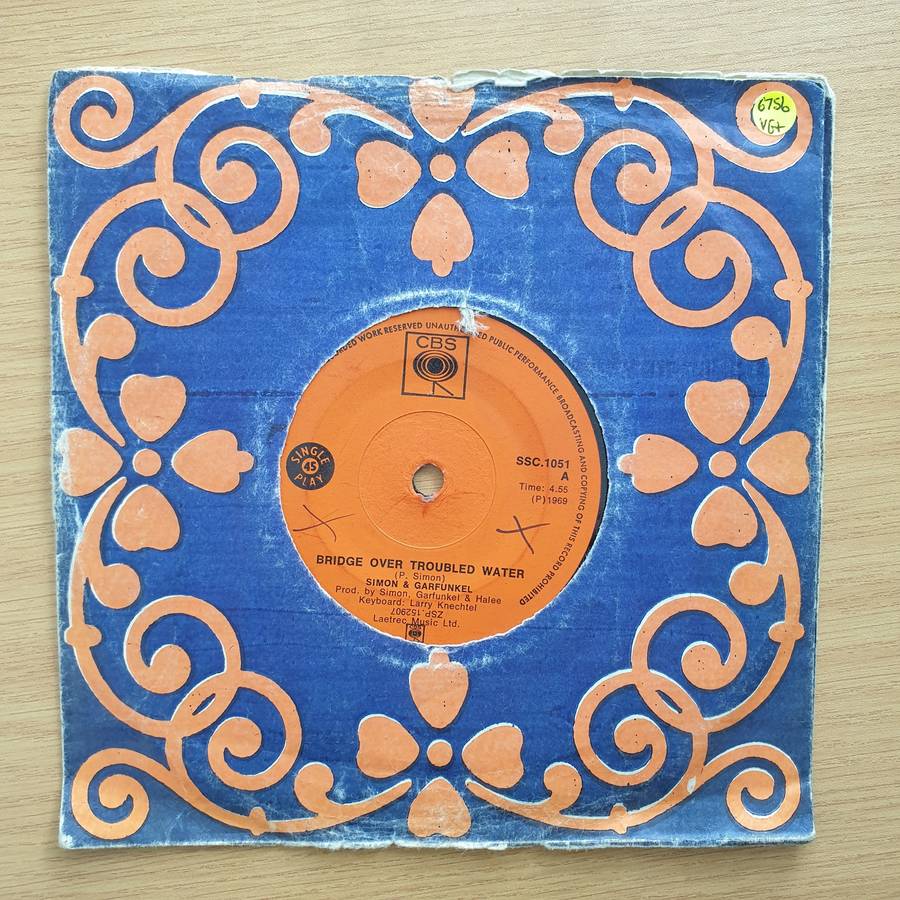 6756
VG+
WORK RESERVED UNAUTHORIZED PUBLIC PERFORMANCE BROADCASTING AND COPYING OF THIS RECORD PROHIBITED
CBS
SINGLE
45
PLAY
SSC.1051
A
Time: 4.55
(P)1969
BRIDGE OVER TROUBLED WATER
(P. Simon)
SIMON & GARFUNKEL
Prod. by Simon, Garfunkel & Halee
Keyboard: Larry Knechtel
ZSP.152907
Laetrec Music Ltd.
CBS